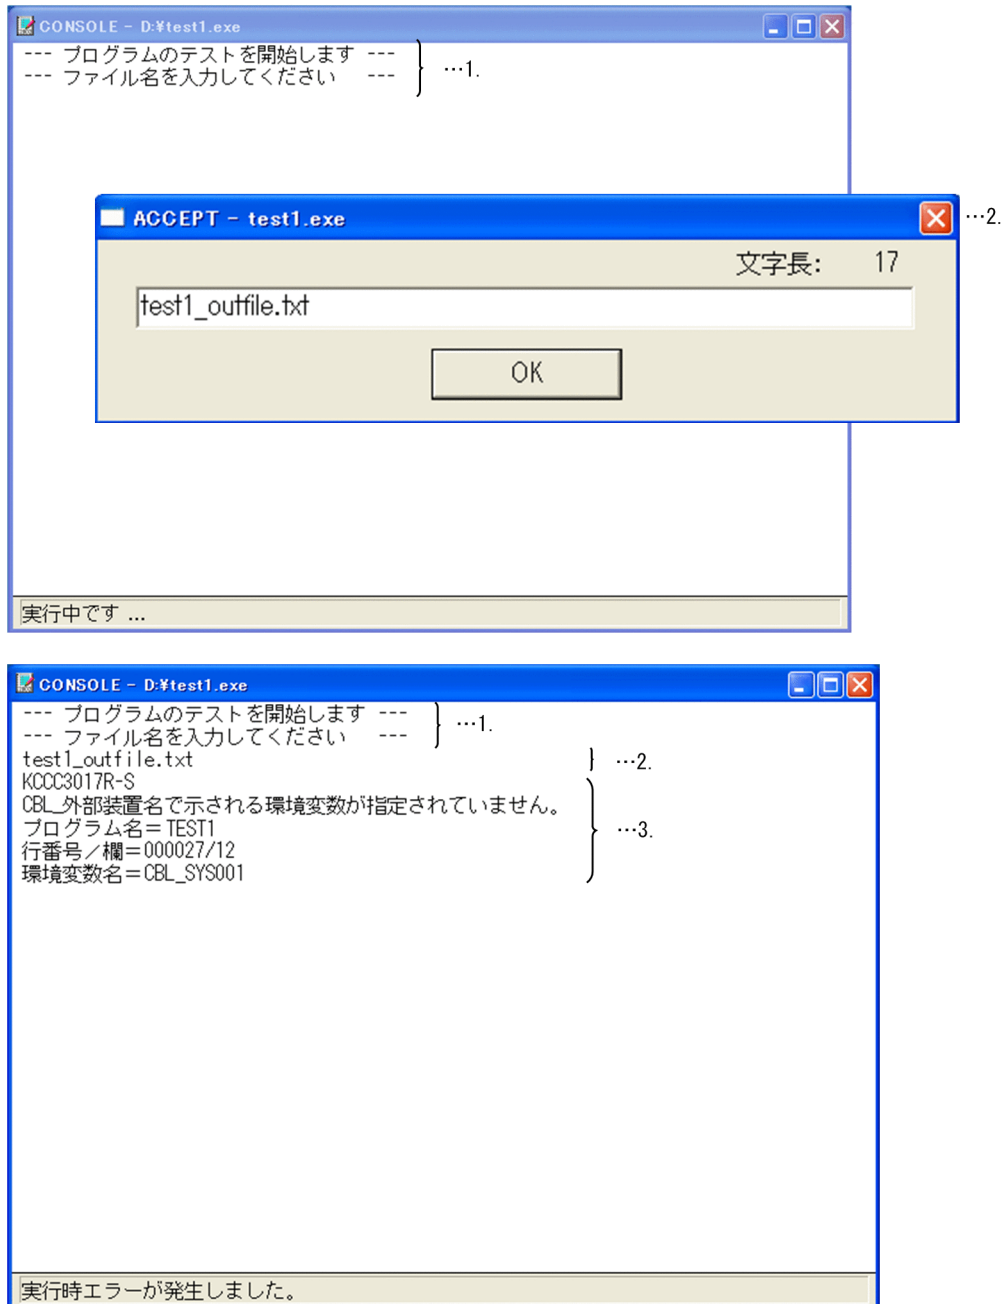 CONSOLE - D:¥test1.exe
--- プログラムのテストを開始します ---
--- ファイル名を入力してください ---
…1.
ACCEPT - test1.exe
…2.
文字長: 17
test1_outfile.txt
OK
実行中です ...
CONSOLE - D:¥test1.exe
--- プログラムのテストを開始します ---
--- ファイル名を入力してください ---
…1.
test1_outfile.txt
…2.
KCCC3017R-S
CBL_外部装置名で示される環境変数が指定されていません。
プログラム名＝TEST1
…3.
行番号／欄＝000027/12
環境変数名＝CBL_SYS001
実行時エラーが発生しました。